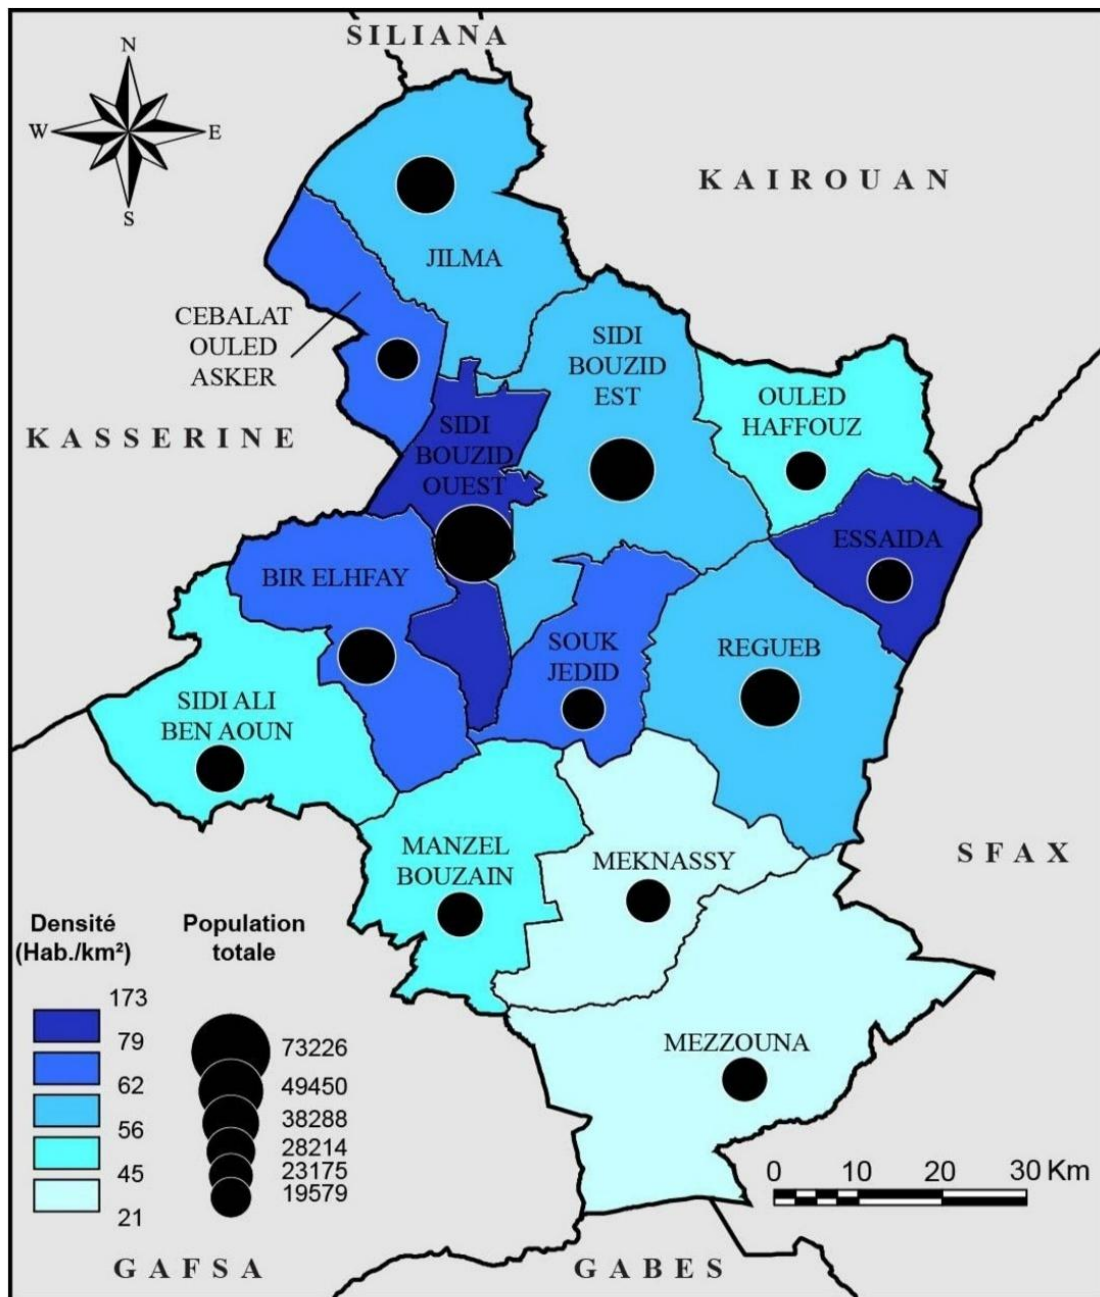 SILIANA
N
W
E
S
KAIROUAN
JILMA
CEBALAT
OULED
ASKER
SIDI
BOUZID
EST
OULED
HAFFOUZ
KASSERINE
SIDI
BOUZID
OUEST
ESSAIDA
BIR ELHFAY
SOUK
JEDID
REGUEB
SIDI ALI
BEN AOUN
MANZEL
BOUZAIN
MEKNASSY
SFAX
MEZZOUNA
Densité
(Hab./km²)
173
79
62
56
45
21
Population
totale
73226
49450
38288
28214
23175
19579
0 10 20 30 Km
GAFSA
GABES